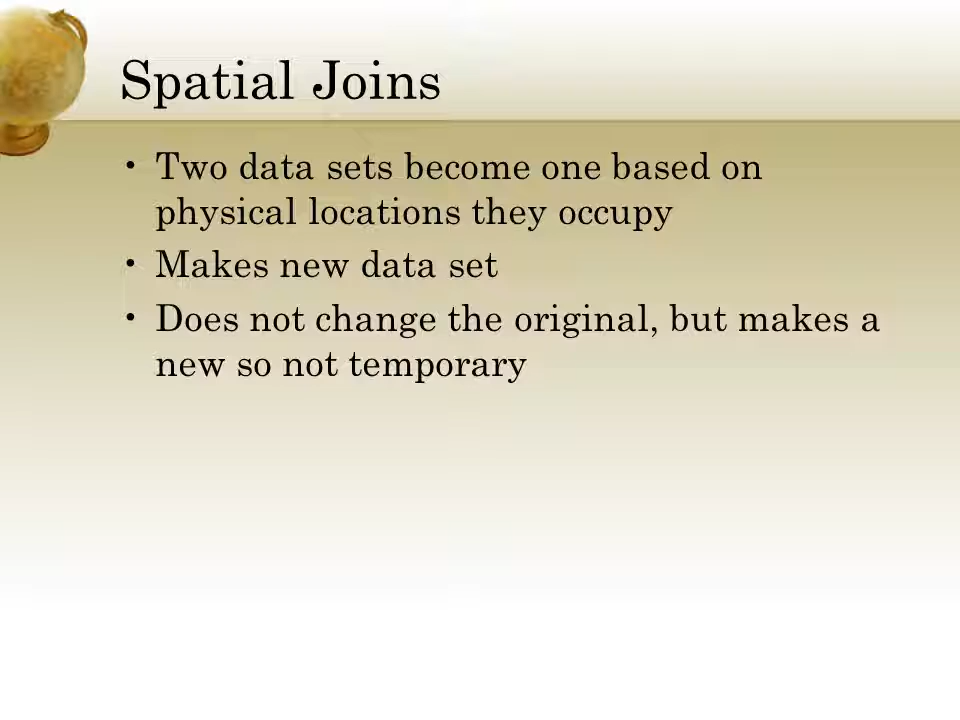 Spatial Joins
• Two data sets become one based on
physical locations they occupy
• Makes new data set
• Does not change the original, but makes a
new so not temporary